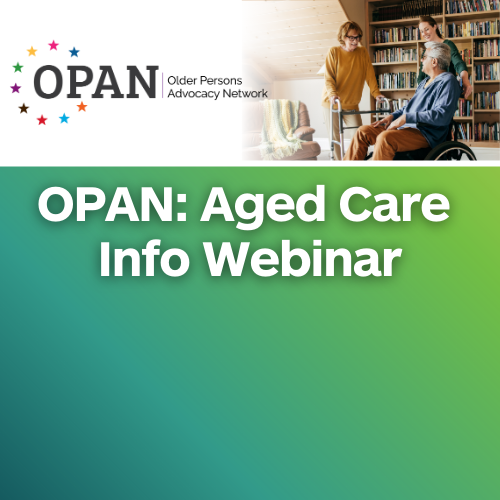 OPAN
Older Persons
Advocacy Network
OPAN: Aged Care
Info Webinar